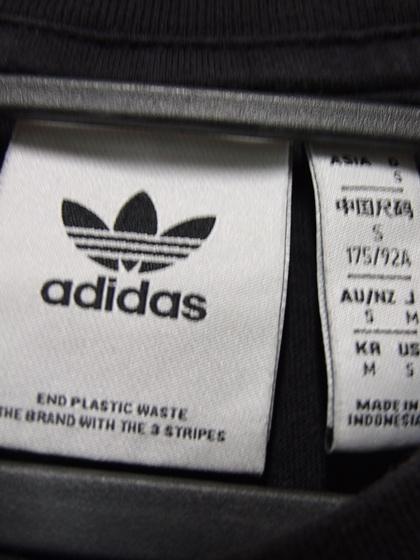 adidas
END PLASTIC WASTE
THE BRAND WITH THE 3 STRIPES
ASIA D
S
中国尺码
S
175/92A
AU/NZ J
S M
KR US
M S
MADE IN
INDONESIA